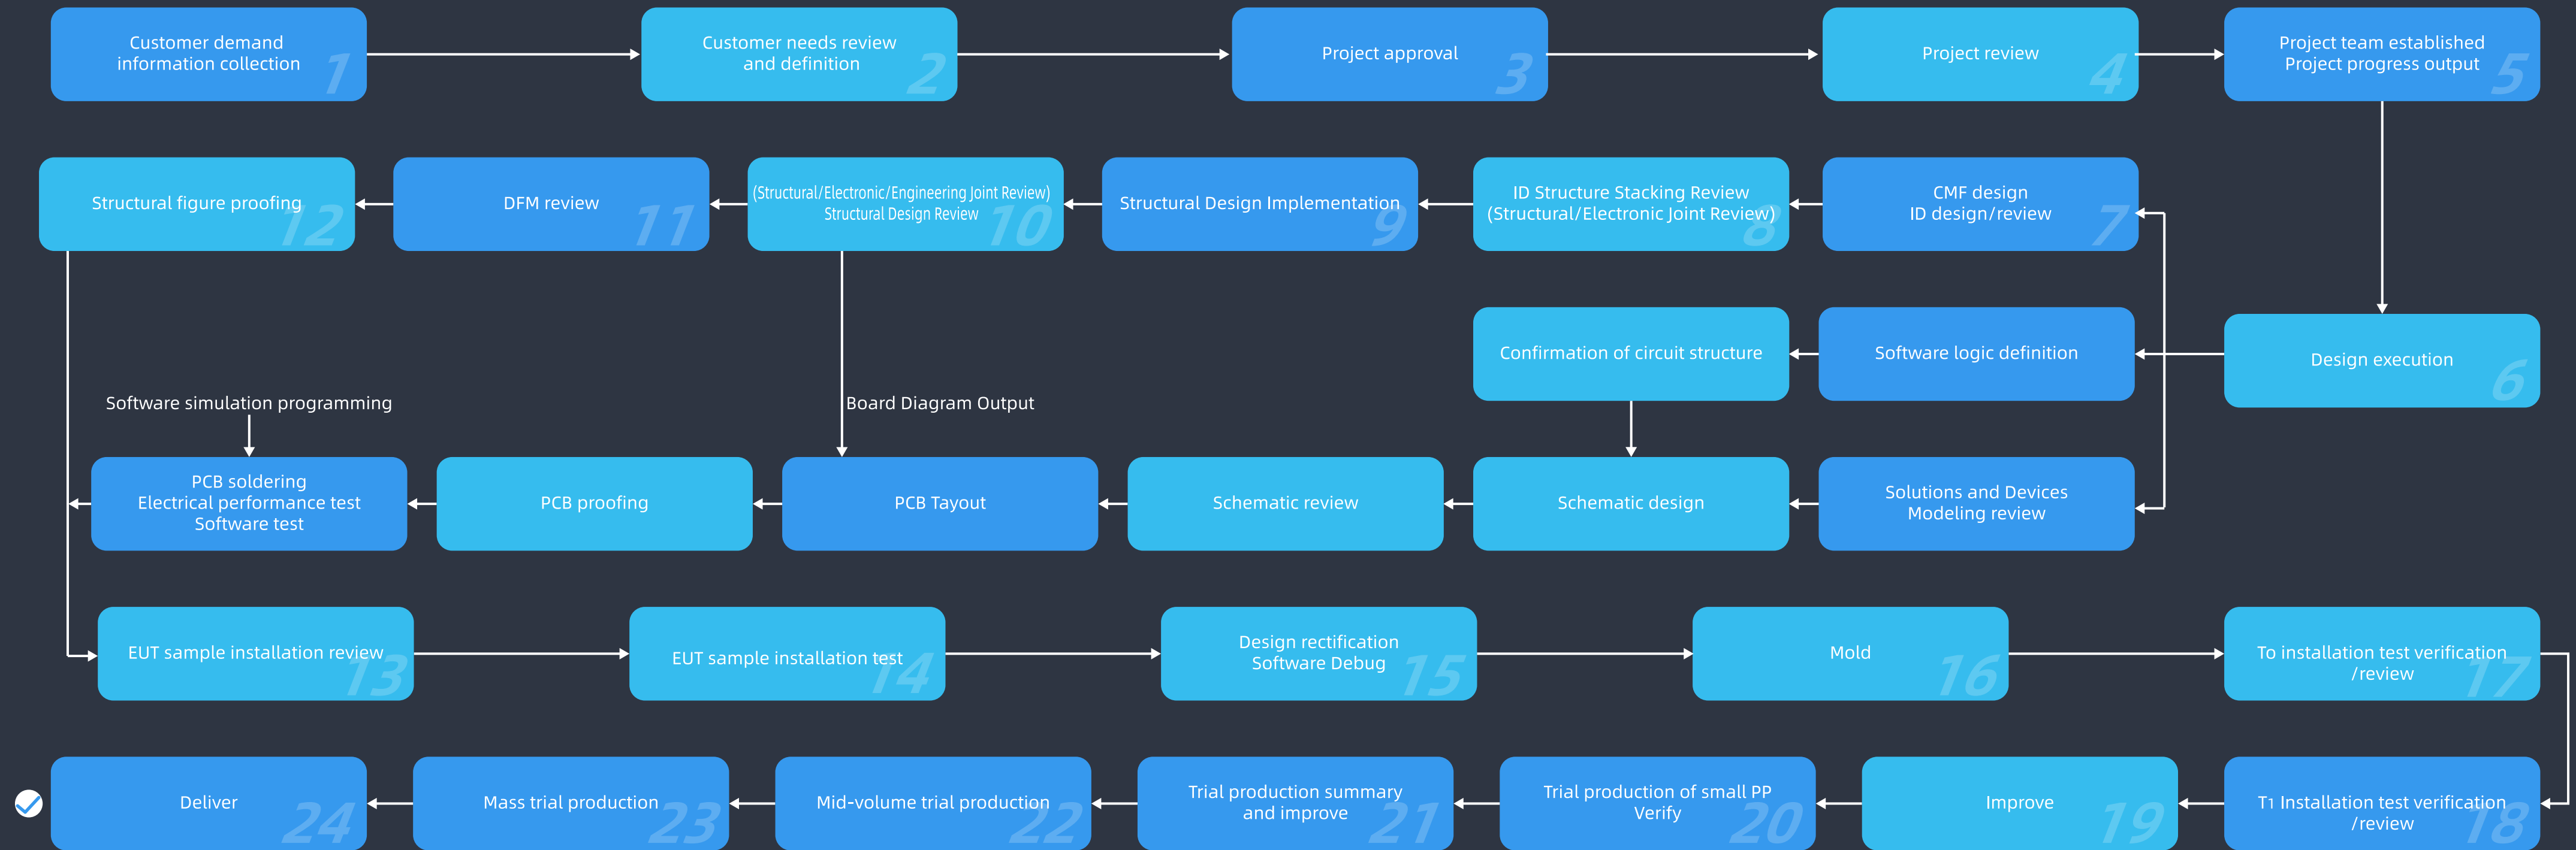 Customer demand
information collection
1
Customer needs review
and definition
2
Project approval
3
Project review
4
Project team established
Project progress output
5
Structural figure proofing
12
DFM review
11
(Structural/Electronic/Engineering Joint Review)
Structural Design Review
10
Structural Design Implementation
9
ID Structure Stacking Review
(Structural/Electronic Joint Review)
8
CMF design
ID design/review
7
Confirmation of circuit structure
Software logic definition
Design execution
6
Software simulation programming
Board Diagram Output
PCB soldering
Electrical performance test
Software test
PCB proofing
PCB Tayout
Schematic review
Schematic design
Solutions and Devices
Modeling review
EUT sample installation review
13
EUT sample installation test
14
Design rectification
Software Debug
15
Mold
16
To installation test verification
/review
17
Deliver
24
Mass trial production
23
Mid-volume trial production
22
Trial production summary
and improve
21
Trial production of small PP
Verify
20
Improve
19
T1 Installation test verification
/review
18